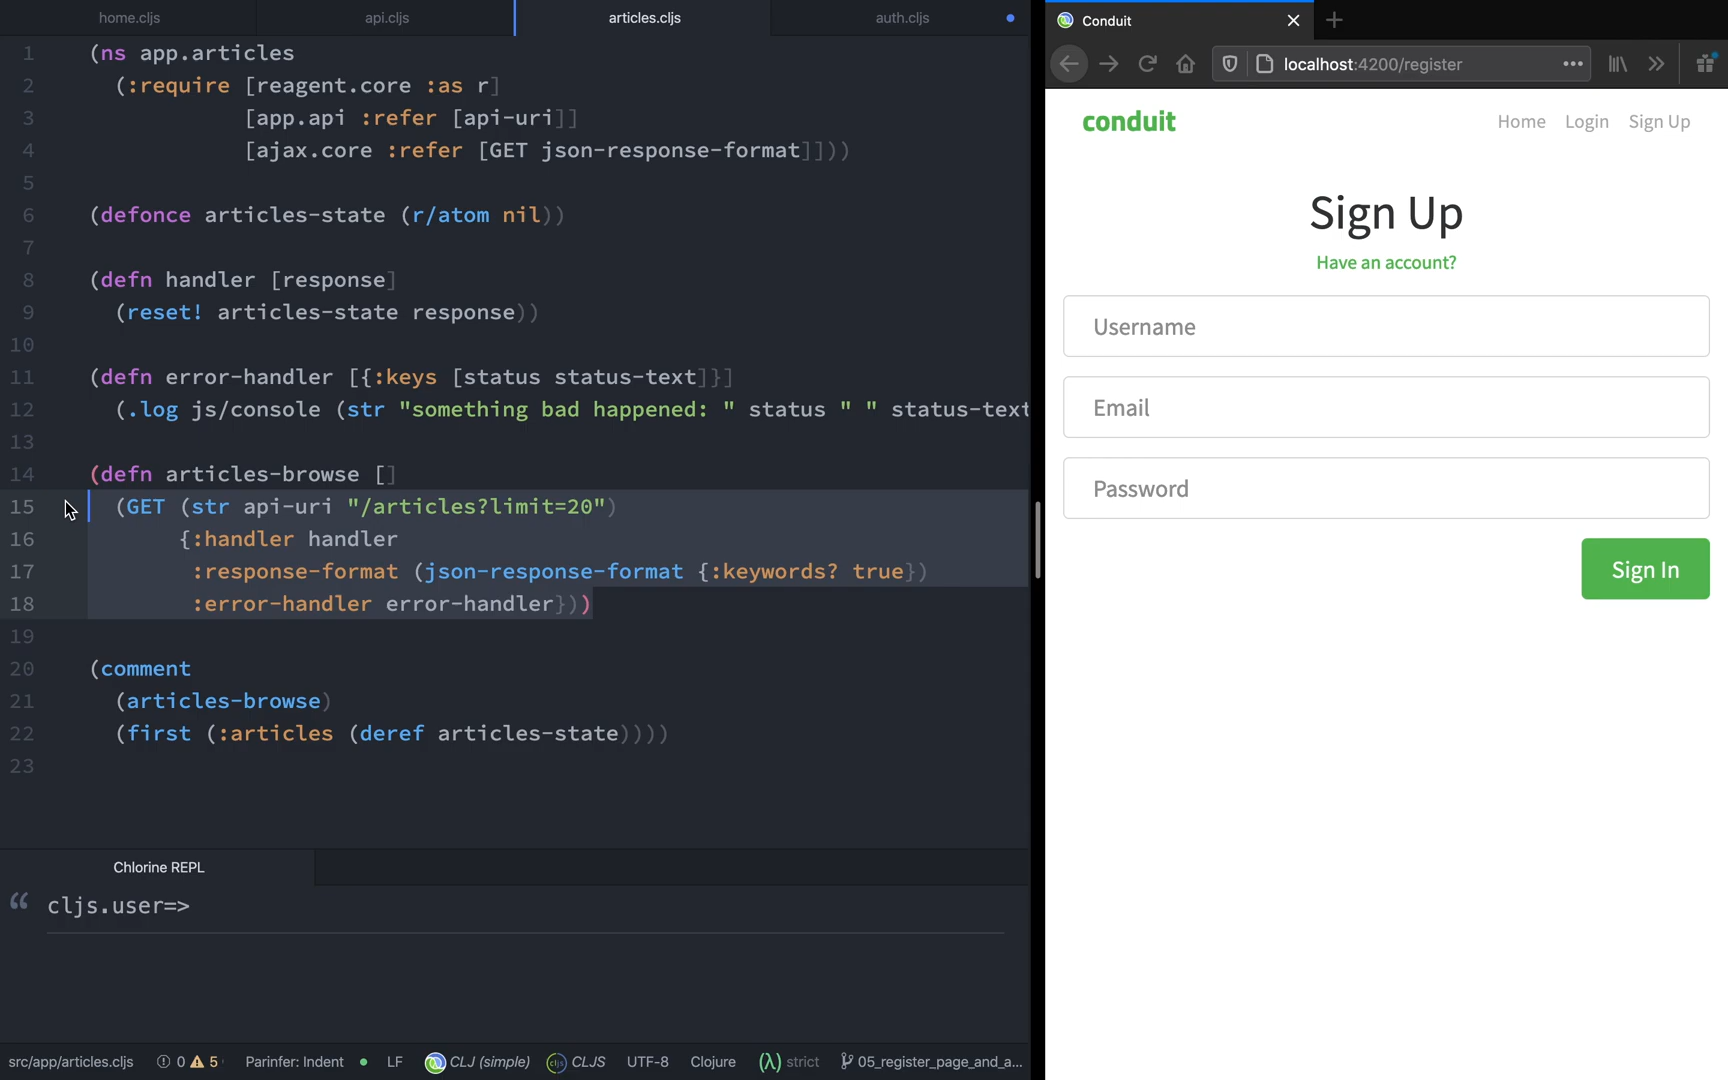 home.cljs
api.cljs
articles.cljs
auth.cljs
1 (ns app.articles
2 (:require [reagent.core :as r]
3 [app.api :refer [api-uri]]
4 [ajax.core :refer [GET json-response-format]]))
5
6 (defonce articles-state (r/atom nil))
7
8 (defn handler [response]
9 (reset! articles-state response))
10
11 (defn error-handler [{:keys [status status-text]}]
12 (.log js/console (str "something bad happened: " status " " status-text
13
14 (defn articles-browse []
15 (GET (str api-uri "/articles?limit=20")
16 {:handler handler
17 :response-format (json-response-format {:keywords? true})
18 :error-handler error-handler}))
19
20 (comment
21 (articles-browse)
22 (first (:articles (deref articles-state))))
23
Chlorine REPL
“ cljs.user=>
src/app/articles.cljs 0 5 Parinfer: Indent LF CLJ (simple) cljs CLJS UTF-8 Clojure (λ) strict 05_register_page_and_a...
Conduit
localhost:4200/register
conduit
Home Login Sign Up
Sign Up
Have an account?
Username
Email
Password
Sign In